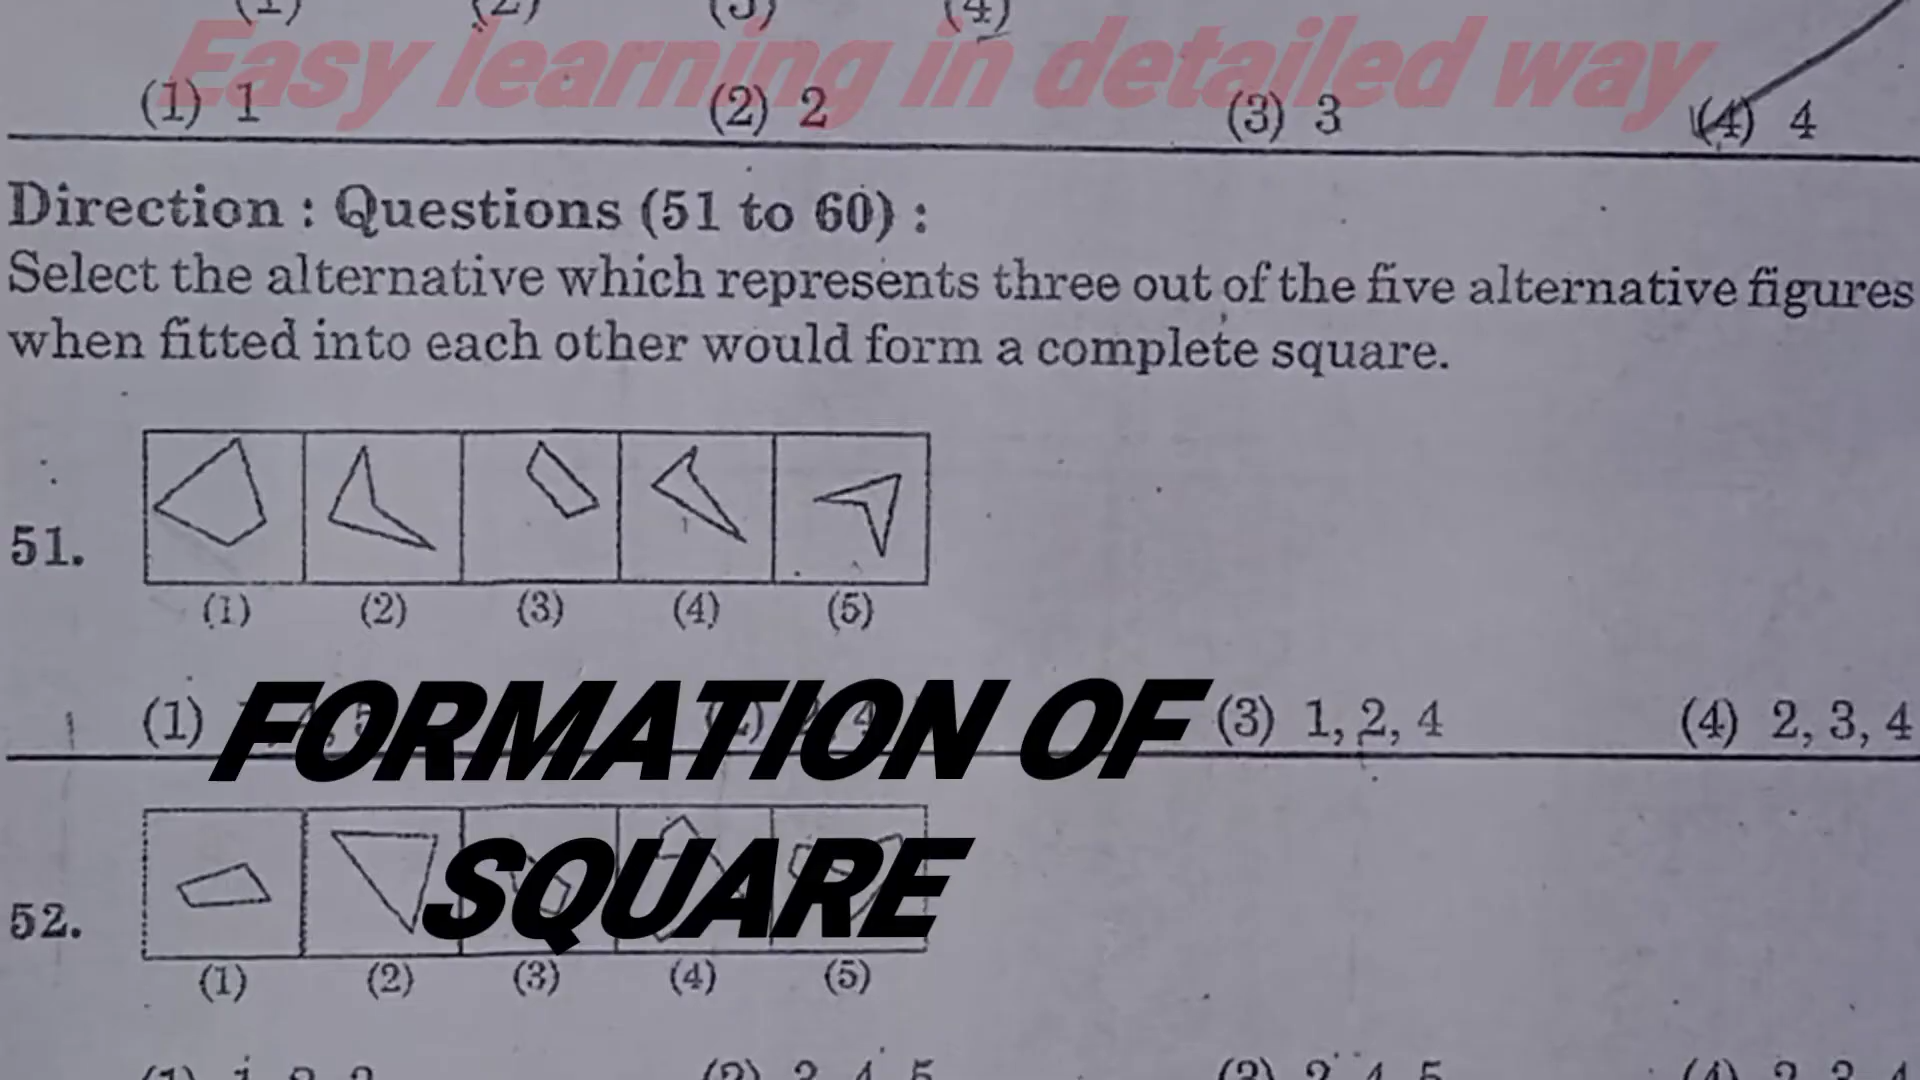 Easy learning in detailed way
(1) 1 (2) 2 (3) 3 (4) 4
Direction : Questions (51 to 60) :
Select the alternative which represents three out of the five alternative figures
when fitted into each other would form a complete square.
51.
(1) (2) (3) (4) (5)
(1) (3) 1, 2, 4 (4) 2, 3, 4
FORMATION OF
SQUARE
52.
(1) (2) (3) (4) (5)